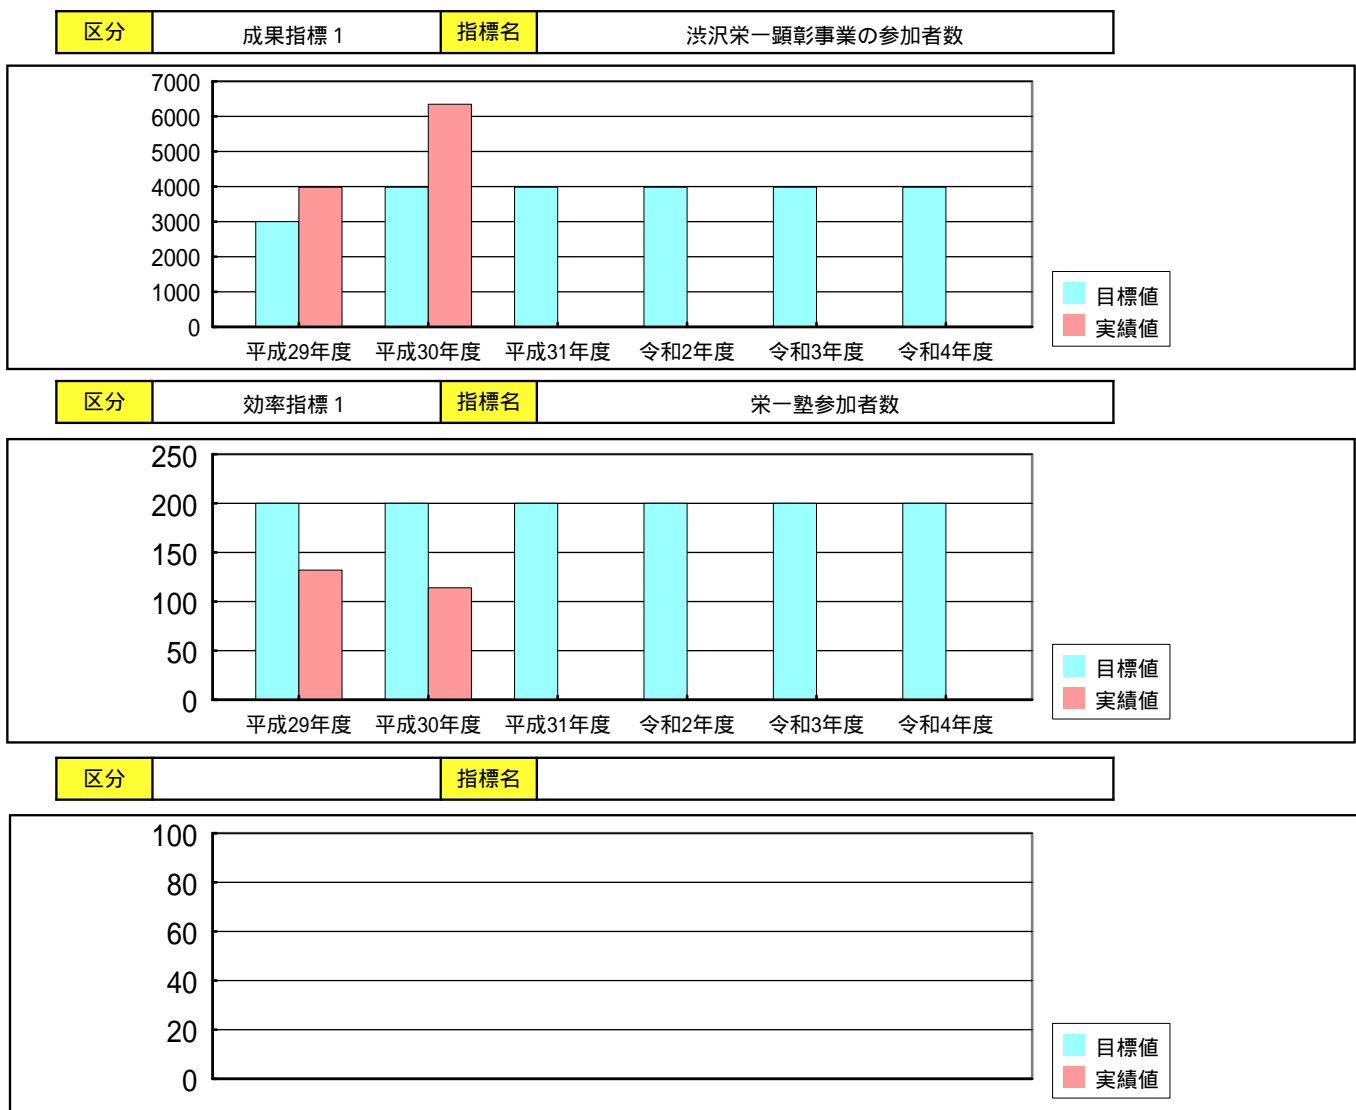 区分 成果指標1 指標名 渋沢栄一顕彰事業の参加者数
7000
6000
5000
4000
3000
2000
1000
0
平成29年度 平成30年度 平成31年度 令和2年度 令和3年度 令和4年度
目標値
実績値
区分 効率指標1 指標名 栄一塾参加者数
250
200
150
100
50
0
平成29年度 平成30年度 平成31年度 令和2年度 令和3年度 令和4年度
目標値
実績値
区分 指標名
100
80
60
40
20
0
目標値
実績値